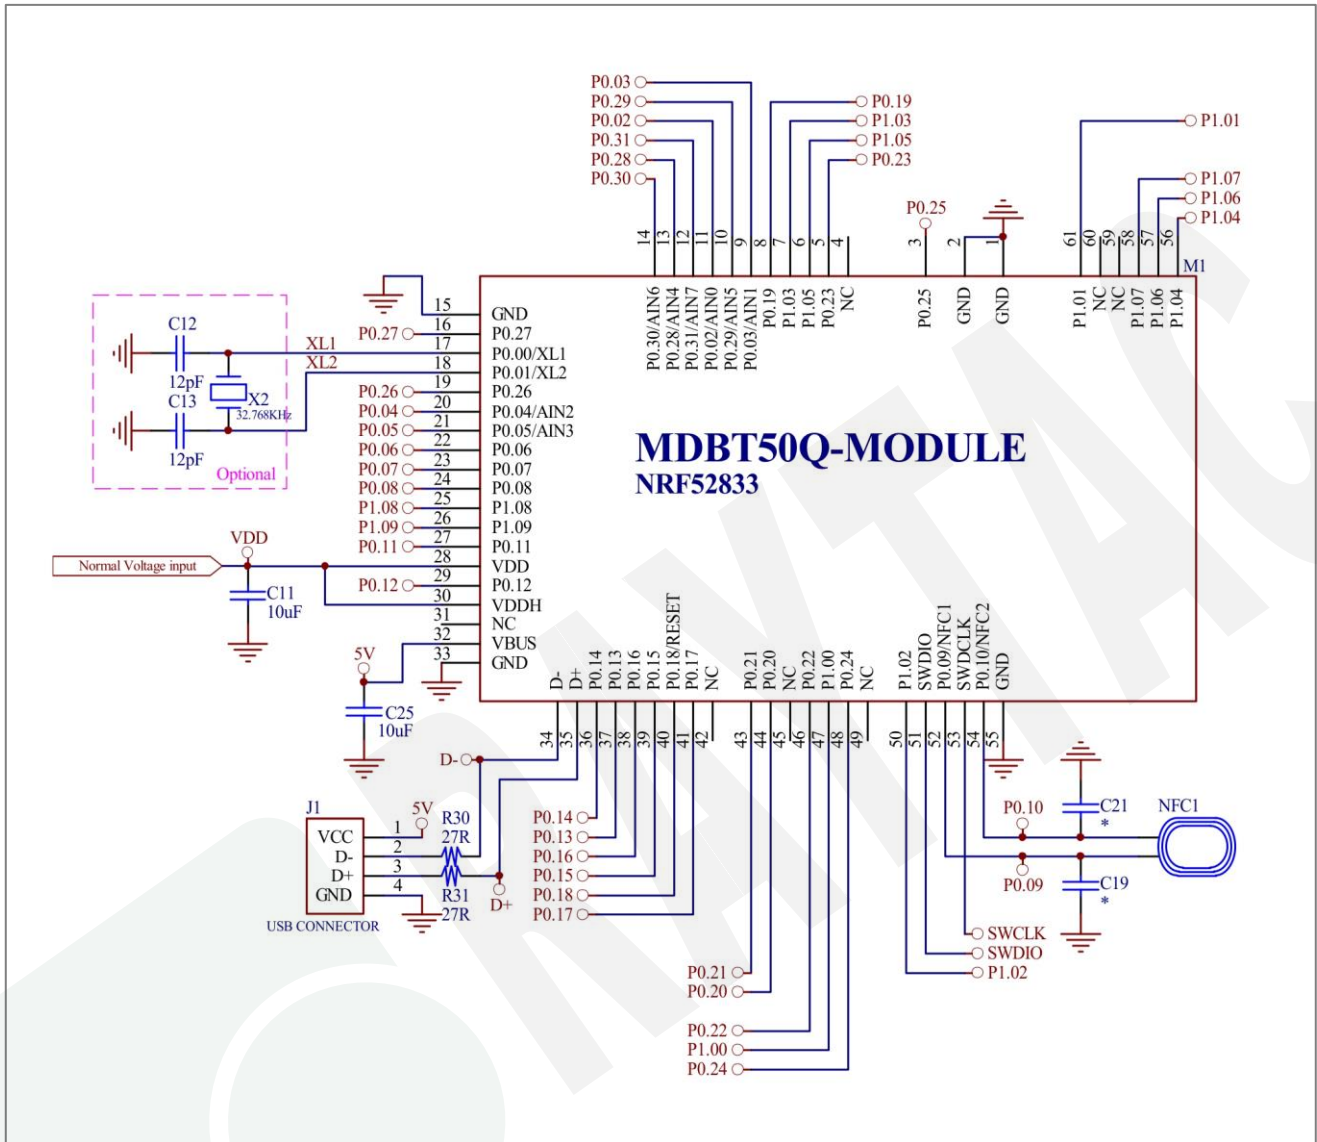 P0.03
P0.29
P0.02
P0.31
P0.28
P0.30
P0.19
P1.03
P1.05
P0.23
P1.01
P1.07
P1.06
P1.04
P0.25
14
13
12
11
10
9
8
7
6
5
4
3
2
1
61
60
59
58
57
56
M1
P0.30/AIN6
P0.28/AIN4
P0.31/AIN7
P0.02/AIN0
P0.29/AIN5
P0.03/AIN1
P0.19
P1.03
P1.05
P0.23
NC
P0.25
GND
GND
P1.01
NC
NC
P1.07
P1.06
P1.04
15 GND
P0.27 16 P0.27
XL1 17 P0.00/XL1
XL2 18 P0.01/XL2
P0.26 19 P0.26
P0.04 20 P0.04/AIN2
P0.05 21 P0.05/AIN3
P0.06 22 P0.06
P0.07 23 P0.07
P0.08 24 P0.08
P1.08 25 P1.08
P1.09 26 P1.09
P0.11 27 P0.11
28 VDD
P0.12 29 P0.12
30 VDDH
31 NC
32 VBUS
33 GND
C12
12pF
C13
12pF
X2
32.768KHz
Optional
VDD
Normal Voltage input
C11
10uF
5V
C25
10uF
MDBT50Q-MODULE
NRF52833
D-
D+
P0.14
P0.13
P0.16
P0.15
P0.18/RESET
P0.17
NC
P0.21
P0.20
NC
P0.22
P1.00
P0.24
NC
P1.02
SWDIO
P0.09/NFC1
SWDCLK
P0.10/NFC2
GND
34
35
36
37
38
39
40
41
42
43
44
45
46
47
48
49
50
51
52
53
54
55
D-
J1
5V
VCC 1
D- 2
D+ 3
GND 4
USB CONNECTOR
R30
27R
R31
27R
D+
P0.14
P0.13
P0.16
P0.15
P0.18
P0.17
P0.21
P0.20
P0.22
P1.00
P0.24
P0.10
P0.09
C21
*
C19
*
NFC1
SWCLK
SWDIO
P1.02
RAYTAC